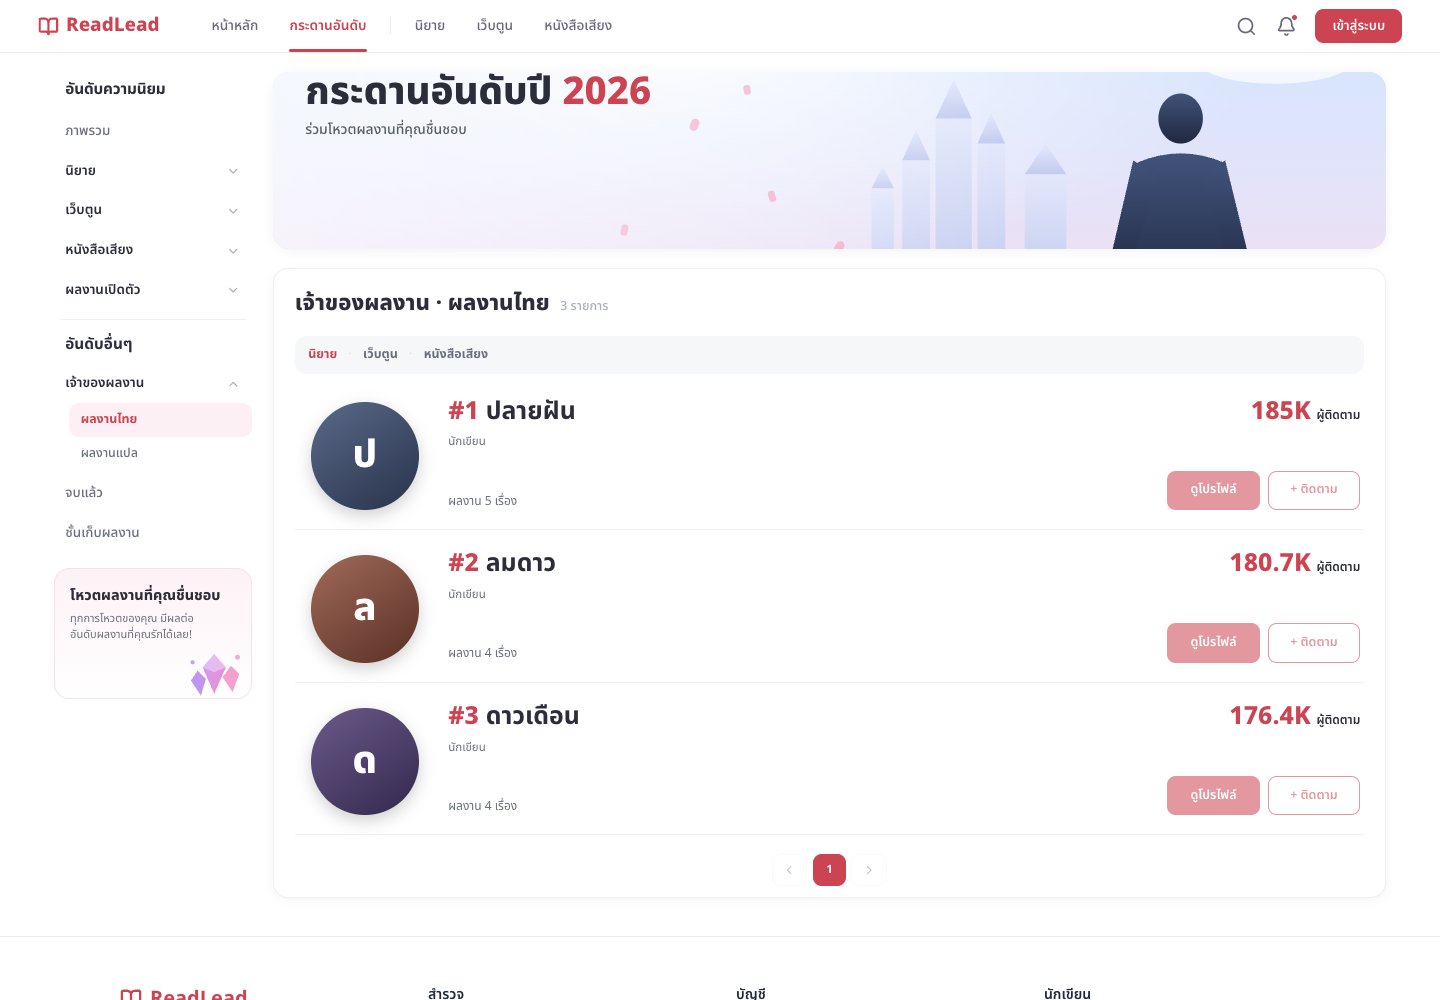 ReadLead
หน้าหลัก
กระดานอันดับ
นิยาย
เว็บตูน
หนังสือเสียง
เข้าสู่ระบบ
อันดับความนิยม
ภาพรวม
นิยาย
เว็บตูน
หนังสือเสียง
ผลงานเปิดตัว
อันดับอื่นๆ
เจ้าของผลงาน
ผลงานไทย
ผลงานแปล
จบแล้ว
ชั้นเก็บผลงาน
โหวตผลงานที่คุณชื่นชอบ
ทุกการโหวตของคุณ มีผลต่อ
อันดับผลงานที่คุณรักได้เลย!
กระดานอันดับปี 2026
ร่วมโหวตผลงานที่คุณชื่นชอบ
เจ้าของผลงาน · ผลงานไทย 3 รายการ
นิยาย · เว็บตูน · หนังสือเสียง
ป
#1 ปลายฝัน
นักเขียน
ผลงาน 5 เรื่อง
185K ผู้ติดตาม
ดูโปรไฟล์
+ ติดตาม
ล
#2 ลมดาว
นักเขียน
ผลงาน 4 เรื่อง
180.7K ผู้ติดตาม
ดูโปรไฟล์
+ ติดตาม
ด
#3 ดาวเดือน
นักเขียน
ผลงาน 4 เรื่อง
176.4K ผู้ติดตาม
ดูโปรไฟล์
+ ติดตาม
1
ReadLead
สำรวจ
บัญชี
นักเขียน